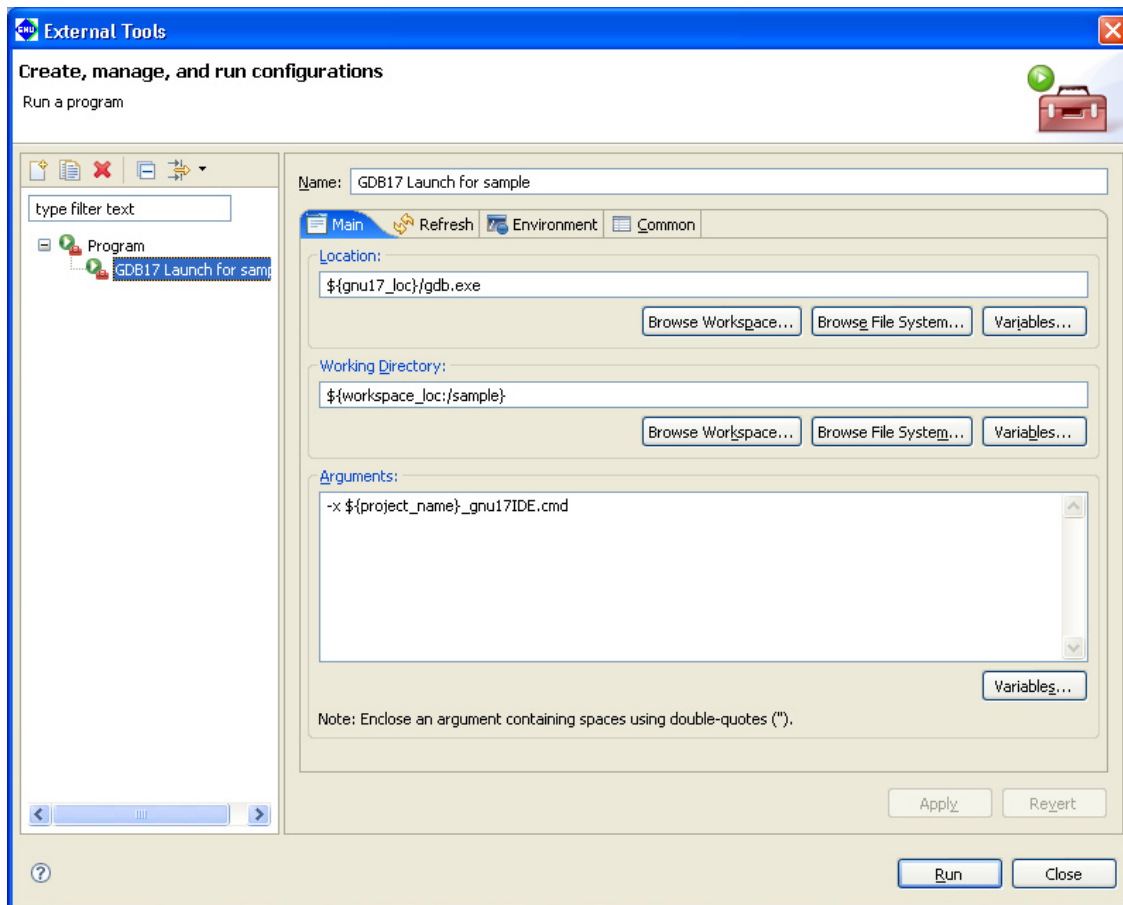 GNU External Tools
Create, manage, and run configurations
Run a program
type filter text
Program
GDB17 Launch for samp
Name: GDB17 Launch for sample
Main Refresh Environment Common
Location:
${gnu17_loc}/gdb.exe
Browse Workspace... Browse File System... Variables...
Working Directory:
${workspace_loc:/sample}
Browse Workspace... Browse File System... Variables...
Arguments:
-x ${project_name}_gnu17IDE.cmd
Variables...
Note: Enclose an argument containing spaces using double-quotes (").
Apply Revert
? Run Close